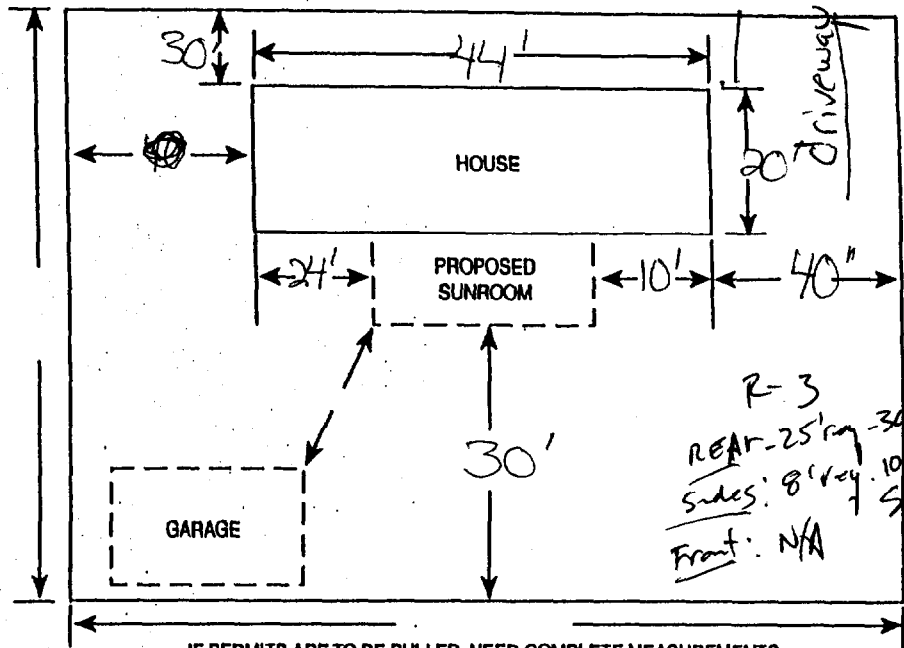 30'
44'
driveway
HOUSE
20'
24'
PROPOSED
SUNROOM
10'
40"
R-3
REAr-25' req-30
Sides: 8' req. 10
Front: N/A
30'
GARAGE
IF PERMITS ARE TO BE PULLED, NEED COMPLETE MEASUREMENTS